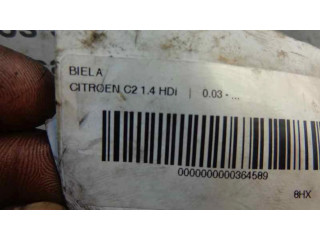 BIELA
CITROEN C2 1.4 HDi | 0.03 - ...
0000000000364589
8HX